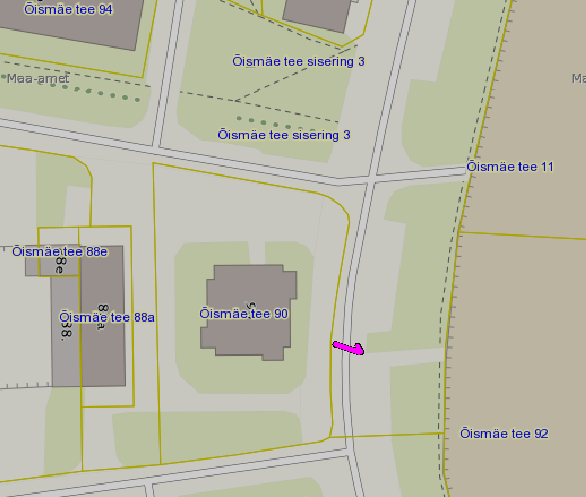 Õismäe tee 94
Õismäe tee sisering 3
Maa-amet
Õismäe tee sisering 3
Õismäe tee 11
Õismäe tee 88e
88e
Õismäe tee 88a
Õismäe tee 90
Õismäe tee 92